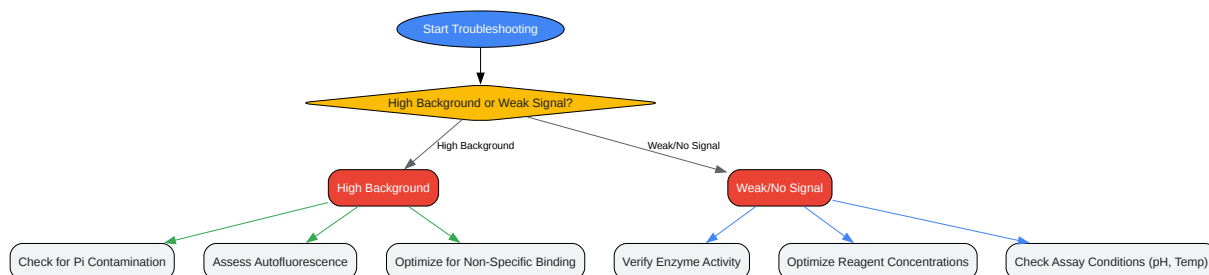 Start Troubleshooting
High Background or Weak Signal?
High Background
Weak/No Signal
High Background
Weak/No Signal
Check for Pi Contamination
Assess Autofluorescence
Optimize for Non-Specific Binding
Verify Enzyme Activity
Optimize Reagent Concentrations
Check Assay Conditions (pH, Temp)